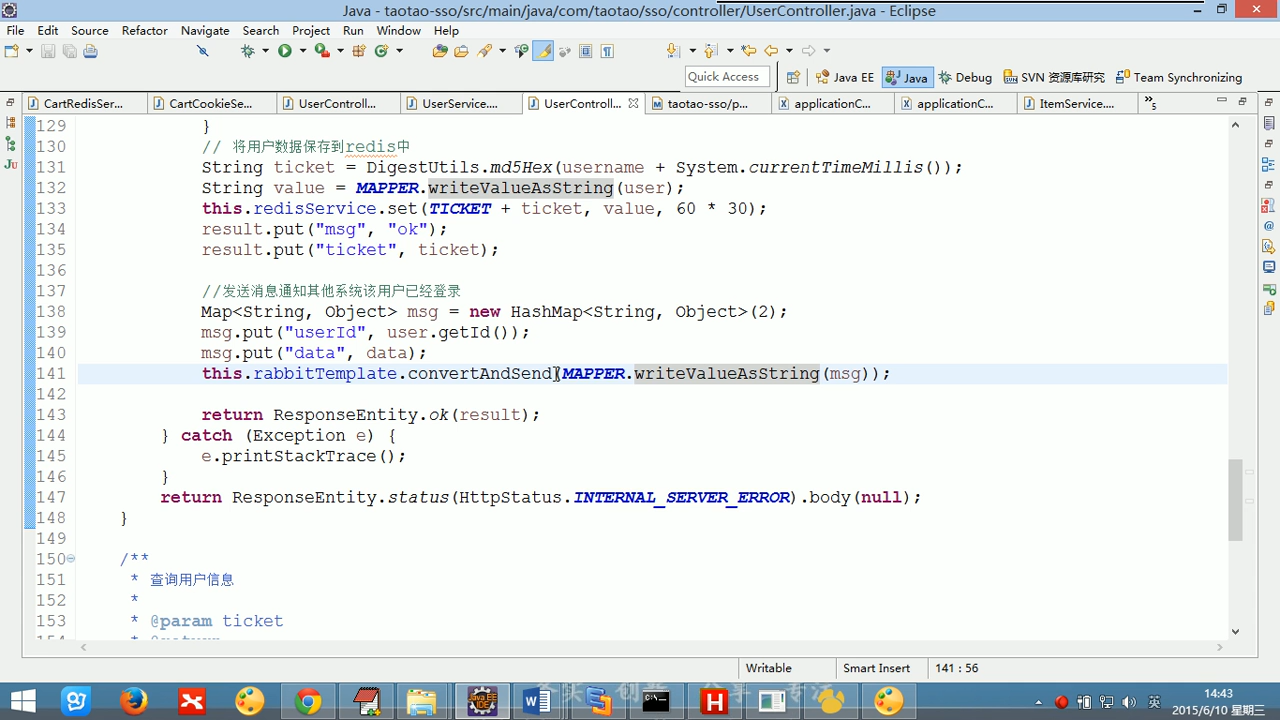 Java - taotao-sso/src/main/java/com/taotao/sso/controller/UserController.java - Eclipse
File Edit Source Refactor Navigate Search Project Run Window Help
Quick Access Java EE Java Debug SVN 资源库研究 Team Synchronizing
CartRedisSer... CartCookieSe... UserControll... UserService.... UserControll... taotao-sso/p... applicationC... applicationC... ItemService.... »5
129 }
130 // 将用户数据保存到redis中
131 String ticket = DigestUtils.md5Hex(username + System.currentTimeMillis());
132 String value = MAPPER.writeValueAsString(user);
133 this.redisService.set(TICKET + ticket, value, 60 * 30);
134 result.put("msg", "ok");
135 result.put("ticket", ticket);
136
137 //发送消息通知其他系统该用户已经登录
138 Map<String, Object> msg = new HashMap<String, Object>(2);
139 msg.put("userId", user.getId());
140 msg.put("data", data);
141 this.rabbitTemplate.convertAndSend(MAPPER.writeValueAsString(msg));
142
143 return ResponseEntity.ok(result);
144 } catch (Exception e) {
145 e.printStackTrace();
146 }
147 return ResponseEntity.status(HttpStatus.INTERNAL_SERVER_ERROR).body(null);
148 }
149
150 /**
151 * 查询用户信息
152 *
153 * @param ticket
Writable Smart Insert 141 : 56
英 14:43
2015/6/10 星期三